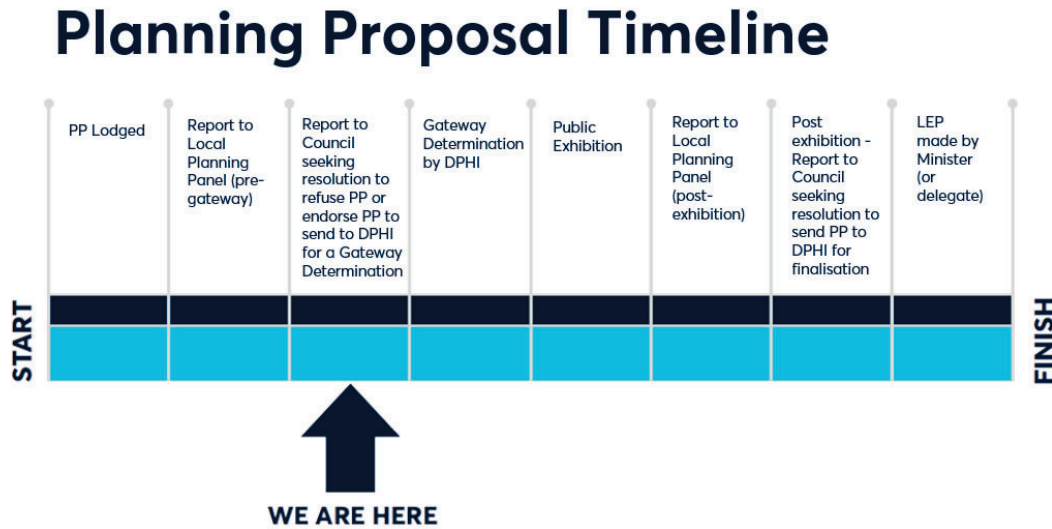 Planning Proposal Timeline
PP Lodged
Report to
Local
Planning
Panel (pre-
gateway)
Report to
Council
seeking
resolution to
refuse PP or
endorse PP to
send to DPHI
for a Gateway
Determination
Gateway
Determination
by DPHI
Public
Exhibition
Report to
Local
Planning
Panel
(post-
exhibition)
Post
exhibition -
Report to
Council
seeking
resolution to
send PP to
DPHI for
finalisation
LEP
made by
Minister
(or
delegate)
START
FINISH
WE ARE HERE